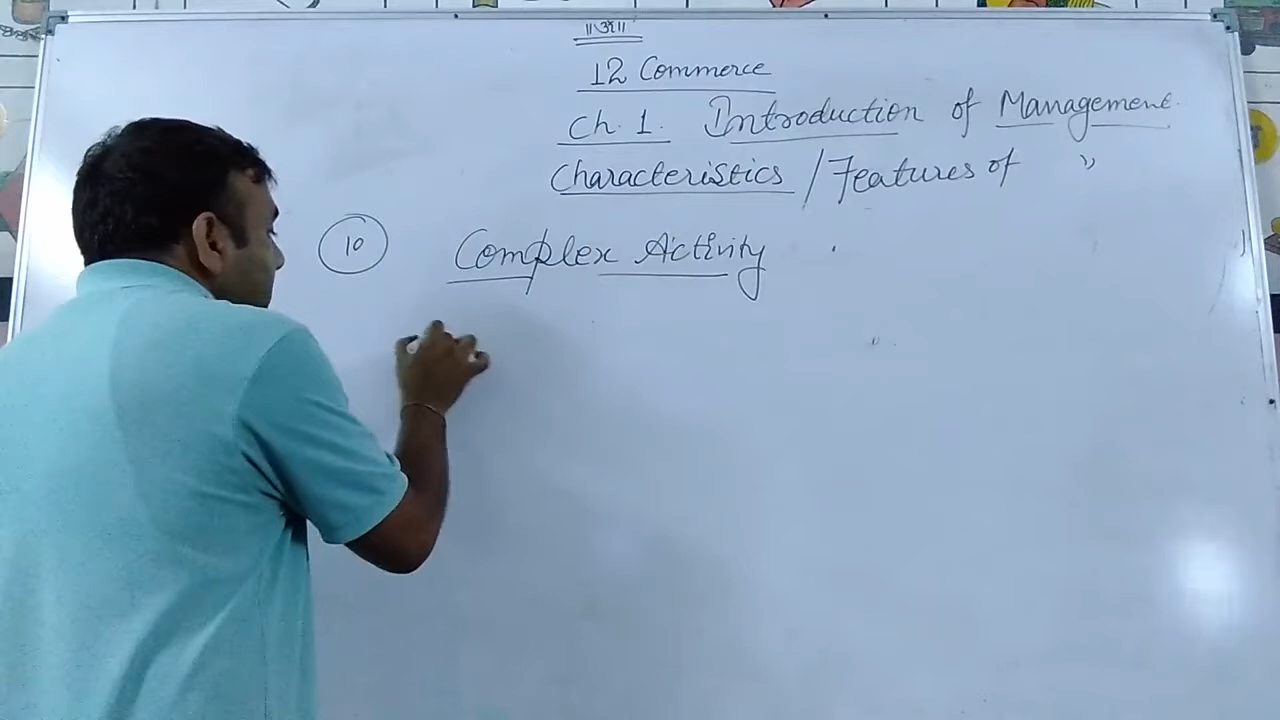 ॥ૐ॥
12 Commerce
Ch. 1. Introduction of Management.
Characteristics / Features of "
10 Complex Activity